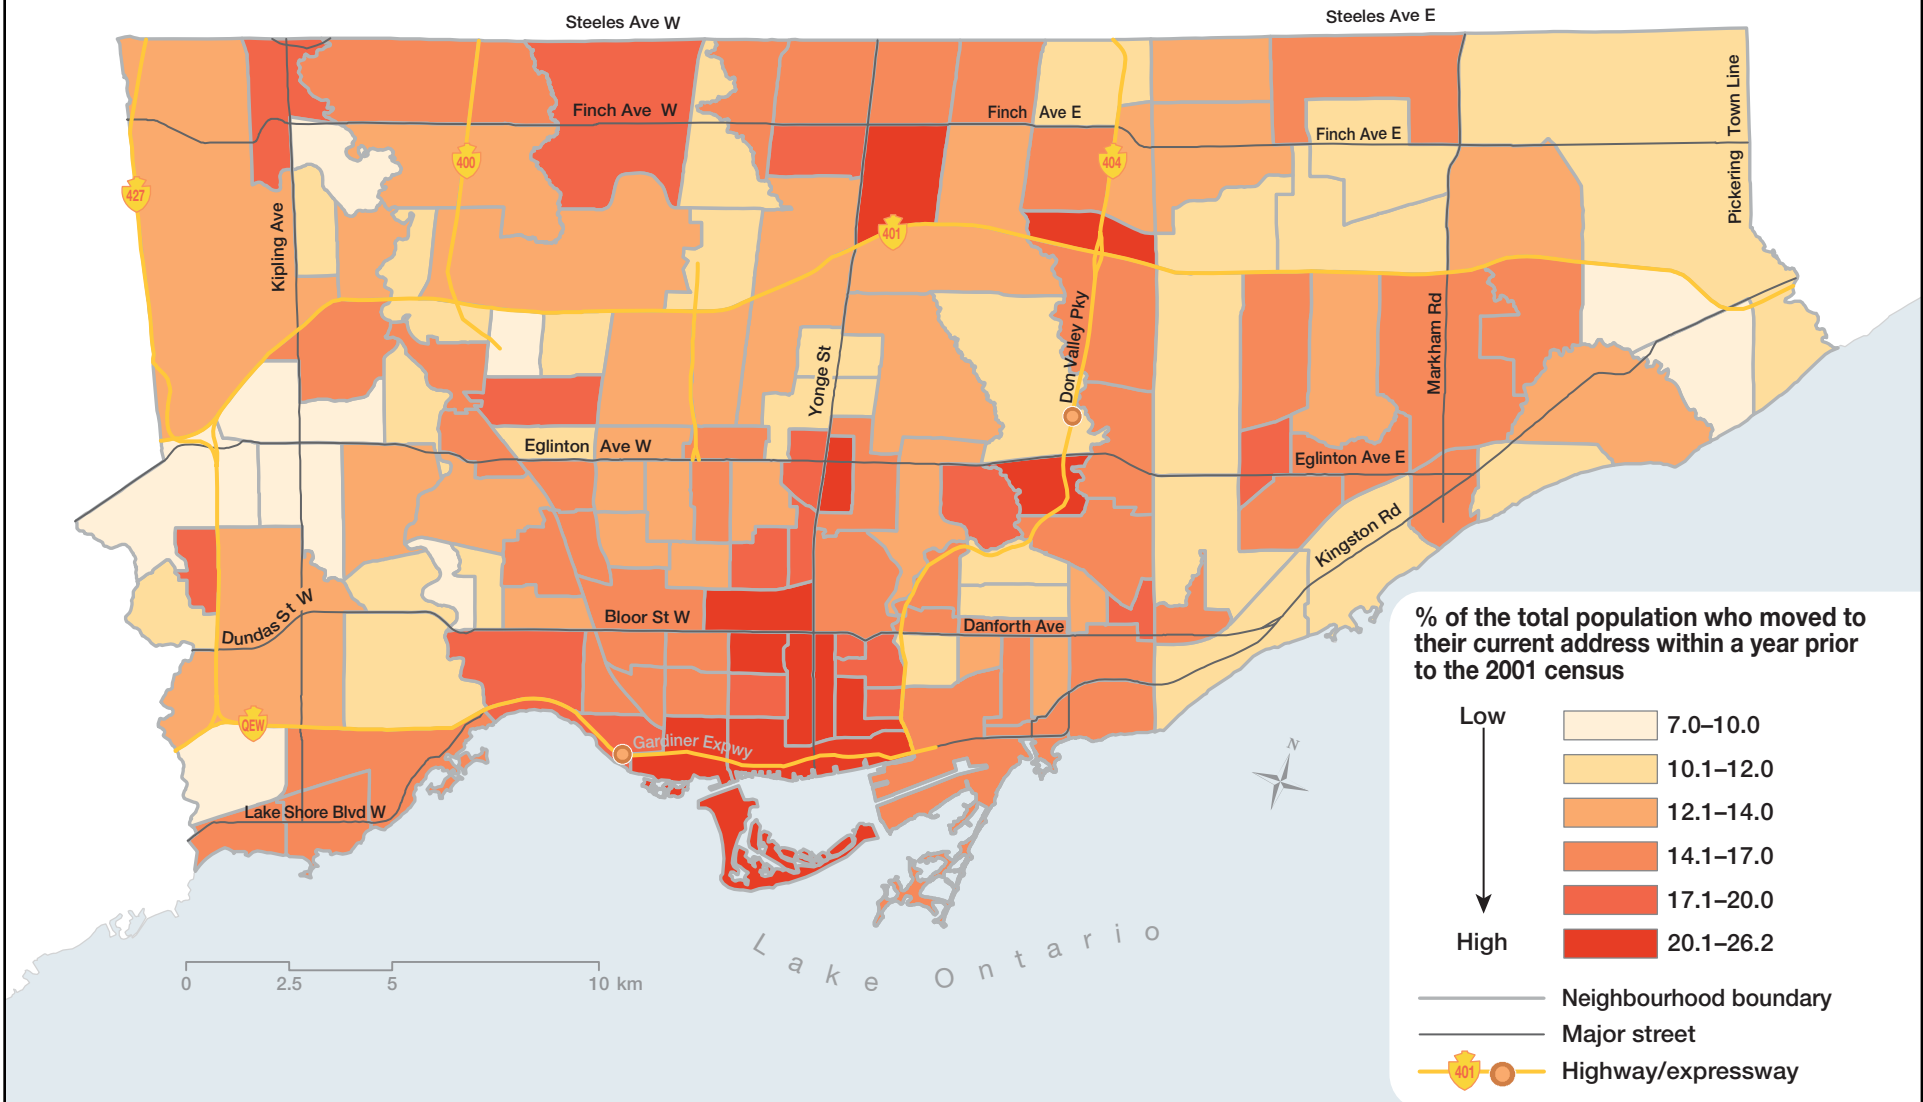 Steeles Ave W
Steeles Ave E
Finch Ave W
Finch Ave E
Finch Ave E
Pickering Town Line
427
400
404
401
Kipling Ave
Don Valley Pky
Markham Rd
Yonge St
Eglinton Ave W
Eglinton Ave E
Kingston Rd
Dundas St W
Bloor St W
Danforth Ave
QEW
Gardiner Expwy
Lake Shore Blvd W
N
Lake Ontario
0 2.5 5 10 km
% of the total population who moved to
their current address within a year prior
to the 2001 census
Low
High
7.0–10.0
10.1–12.0
12.1–14.0
14.1–17.0
17.1–20.0
20.1–26.2
Neighbourhood boundary
Major street
401 Highway/expressway